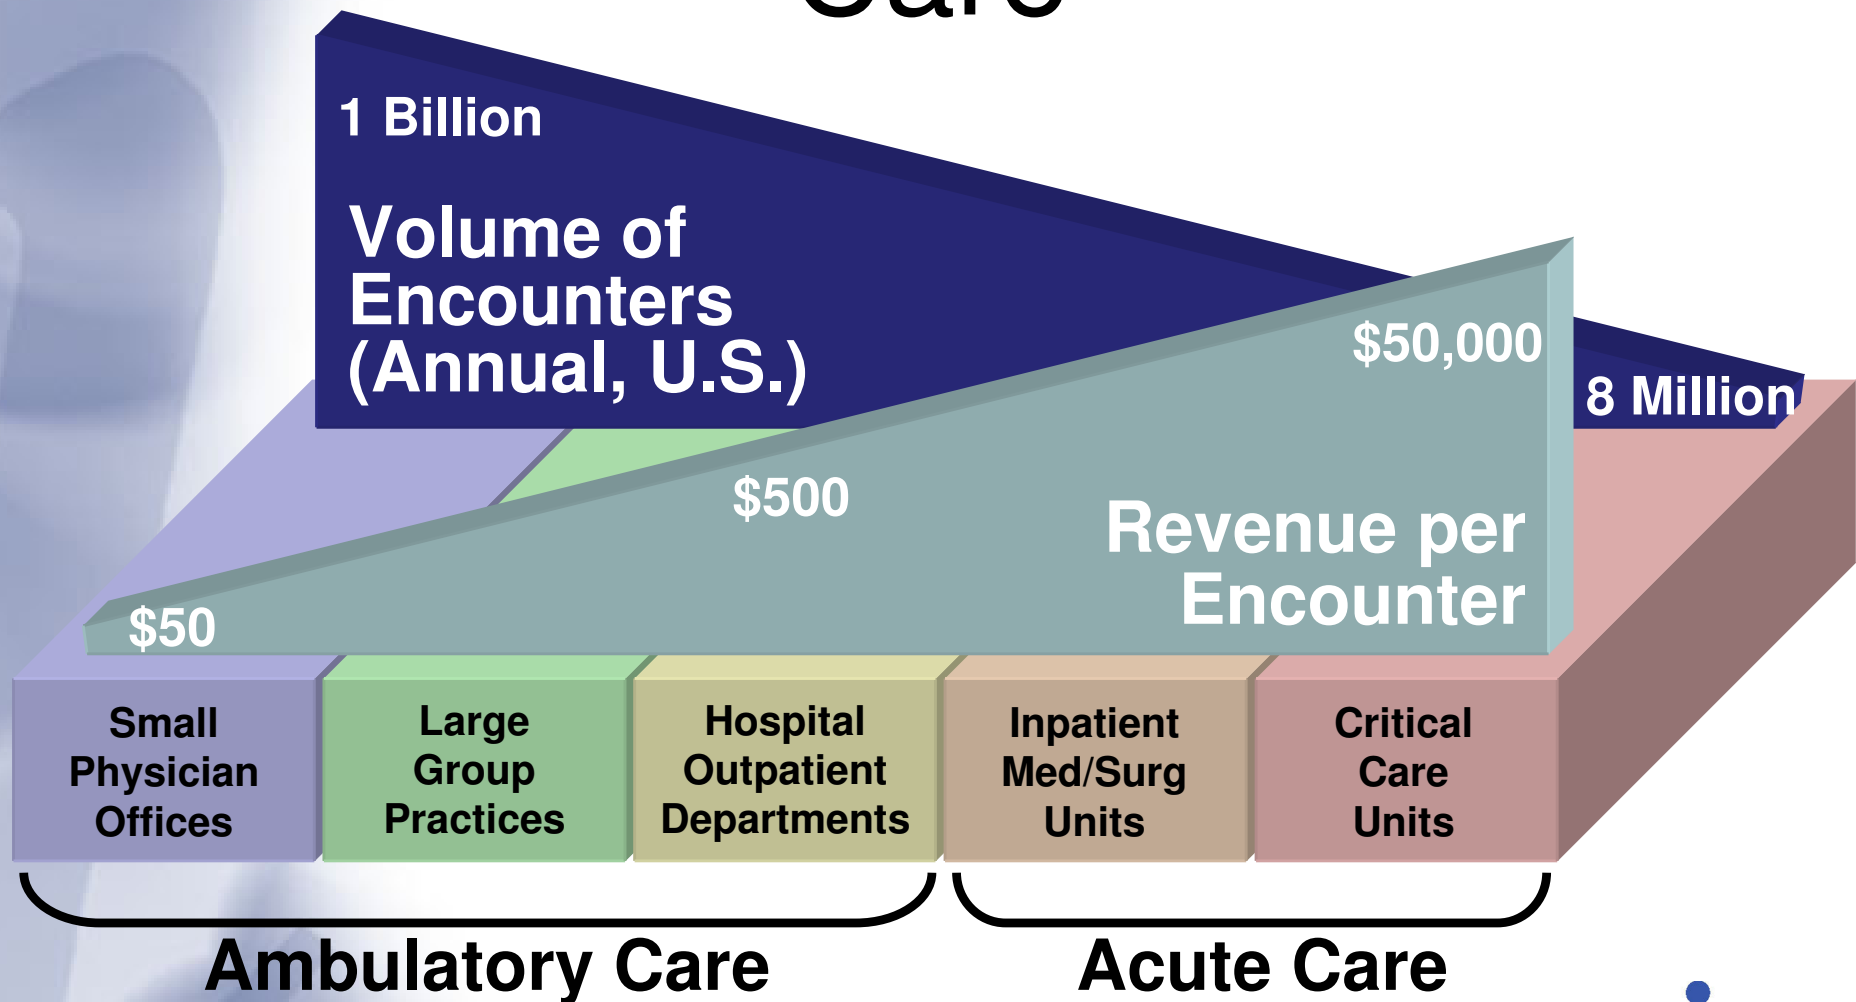 Care
1 Billion
Volume of
Encounters
(Annual, U.S.)
$50,000
8 Million
$500
Revenue per
Encounter
$50
Small
Physician
Offices
Large
Group
Practices
Hospital
Outpatient
Departments
Inpatient
Med/Surg
Units
Critical
Care
Units
Ambulatory Care
Acute Care